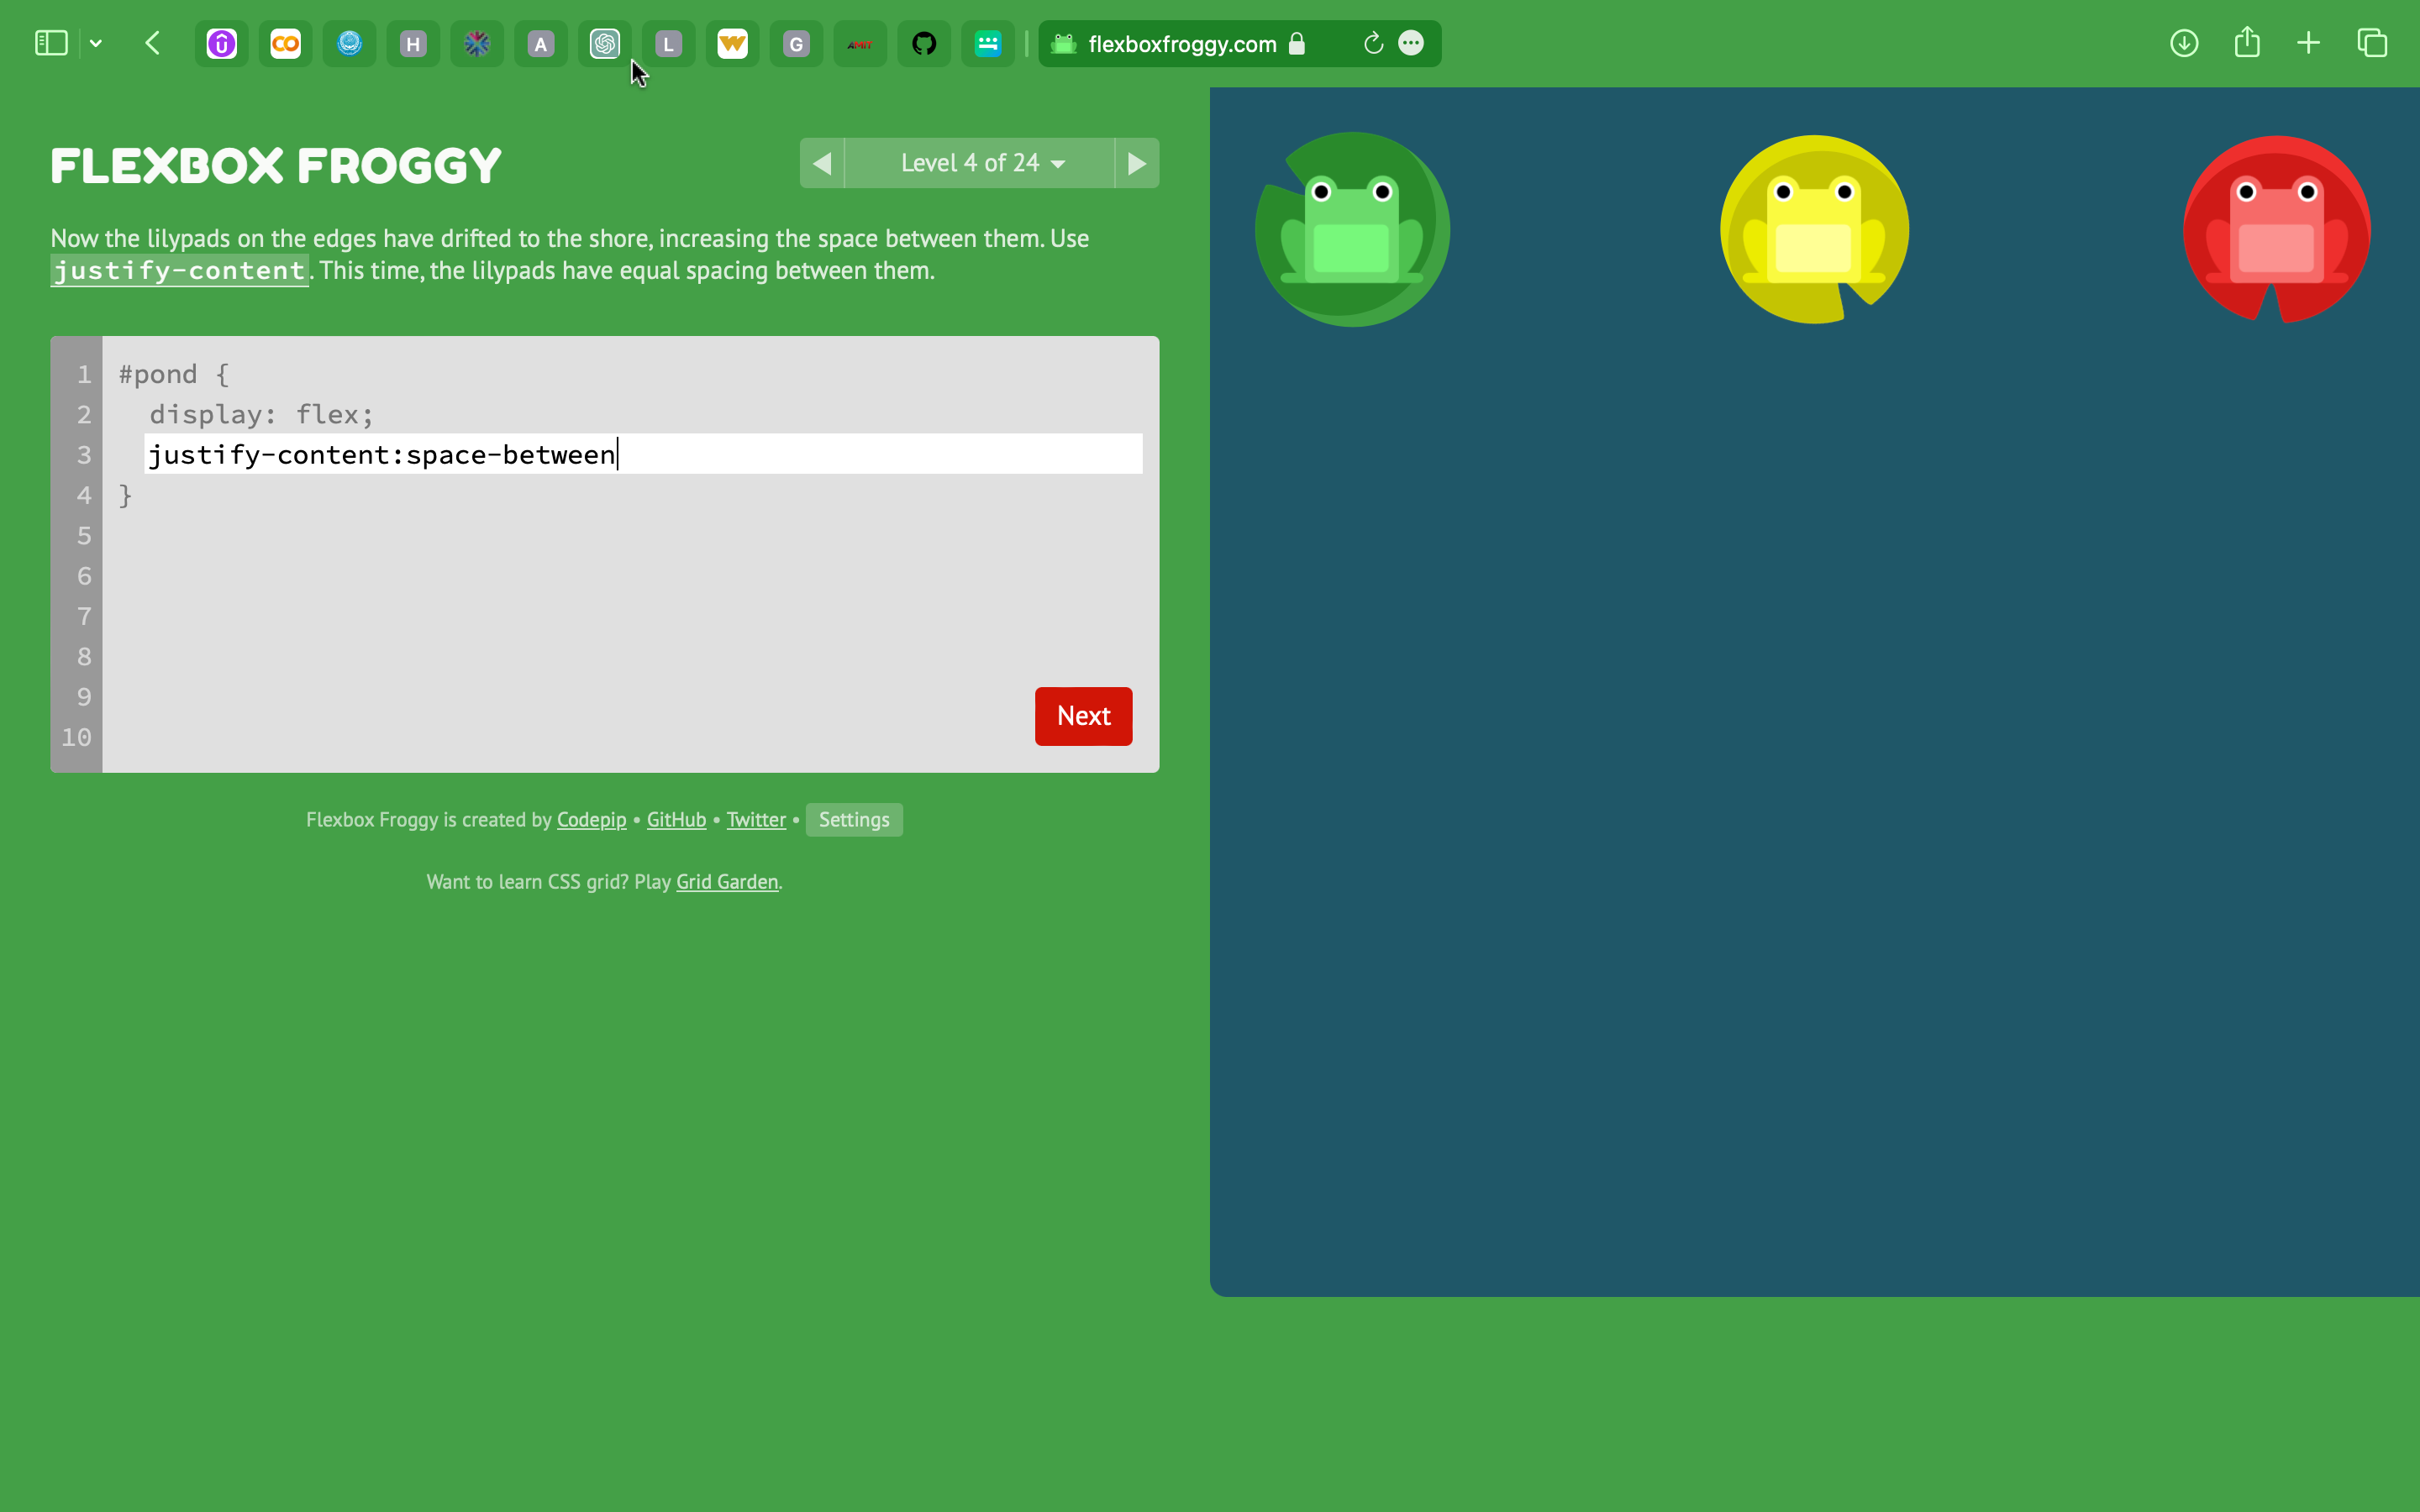 Û CO H A L W G AMIT flexboxfroggy.com
FLEXBOX FROGGY
Level 4 of 24
Now the lilypads on the edges have drifted to the shore, increasing the space between them. Use
justify-content. This time, the lilypads have equal spacing between them.
1 #pond {
2 display: flex;
3 justify-content:space-between
4 }
5
6
7
8
9
10
Next
Flexbox Froggy is created by Codepip • GitHub • Twitter • Settings
Want to learn CSS grid? Play Grid Garden.